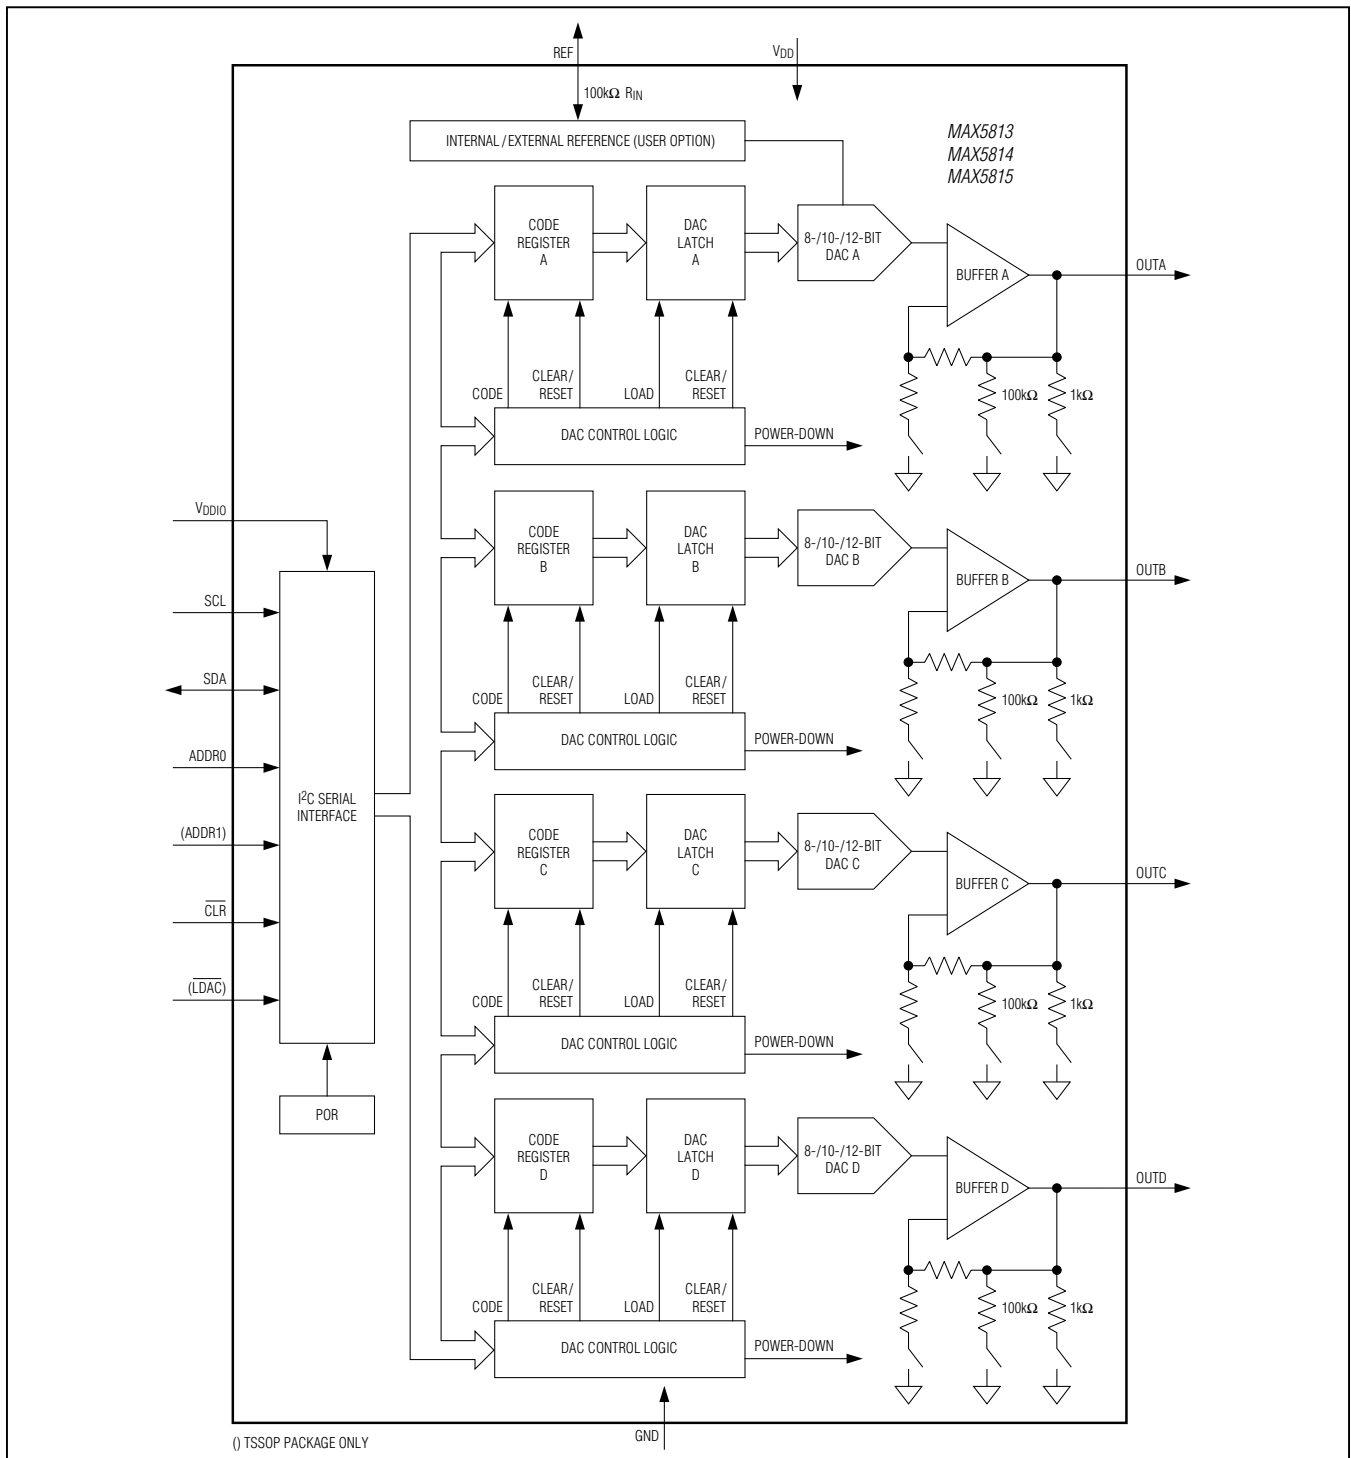 REF
VDD
100kΩ RIN
INTERNAL/EXTERNAL REFERENCE (USER OPTION)
MAX5813
MAX5814
MAX5815
CODE
REGISTER
A
DAC
LATCH
A
8-/10-/12-BIT
DAC A
BUFFER A
OUTA
CODE
CLEAR/
RESET
LOAD
CLEAR/
RESET
100kΩ
1kΩ
DAC CONTROL LOGIC
POWER-DOWN
CODE
REGISTER
B
DAC
LATCH
B
8-/10-/12-BIT
DAC B
BUFFER B
OUTB
CODE
CLEAR/
RESET
LOAD
CLEAR/
RESET
100kΩ
1kΩ
DAC CONTROL LOGIC
POWER-DOWN
VDDIO
SCL
SDA
ADDR0
(ADDR1)
CLR
(LDAC)
I2C SERIAL
INTERFACE
POR
CODE
REGISTER
C
DAC
LATCH
C
8-/10-/12-BIT
DAC C
BUFFER C
OUTC
CODE
CLEAR/
RESET
LOAD
CLEAR/
RESET
100kΩ
1kΩ
DAC CONTROL LOGIC
POWER-DOWN
CODE
REGISTER
D
DAC
LATCH
D
8-/10-/12-BIT
DAC D
BUFFER D
OUTD
CODE
CLEAR/
RESET
LOAD
CLEAR/
RESET
100kΩ
1kΩ
DAC CONTROL LOGIC
POWER-DOWN
GND
() TSSOP PACKAGE ONLY